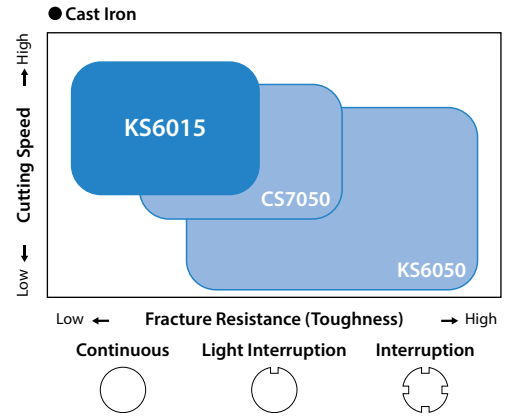 ● Cast Iron
High
Cutting Speed
Low
KS6015
CS7050
KS6050
Low ← Fracture Resistance (Toughness) → High
Continuous Light Interruption Interruption